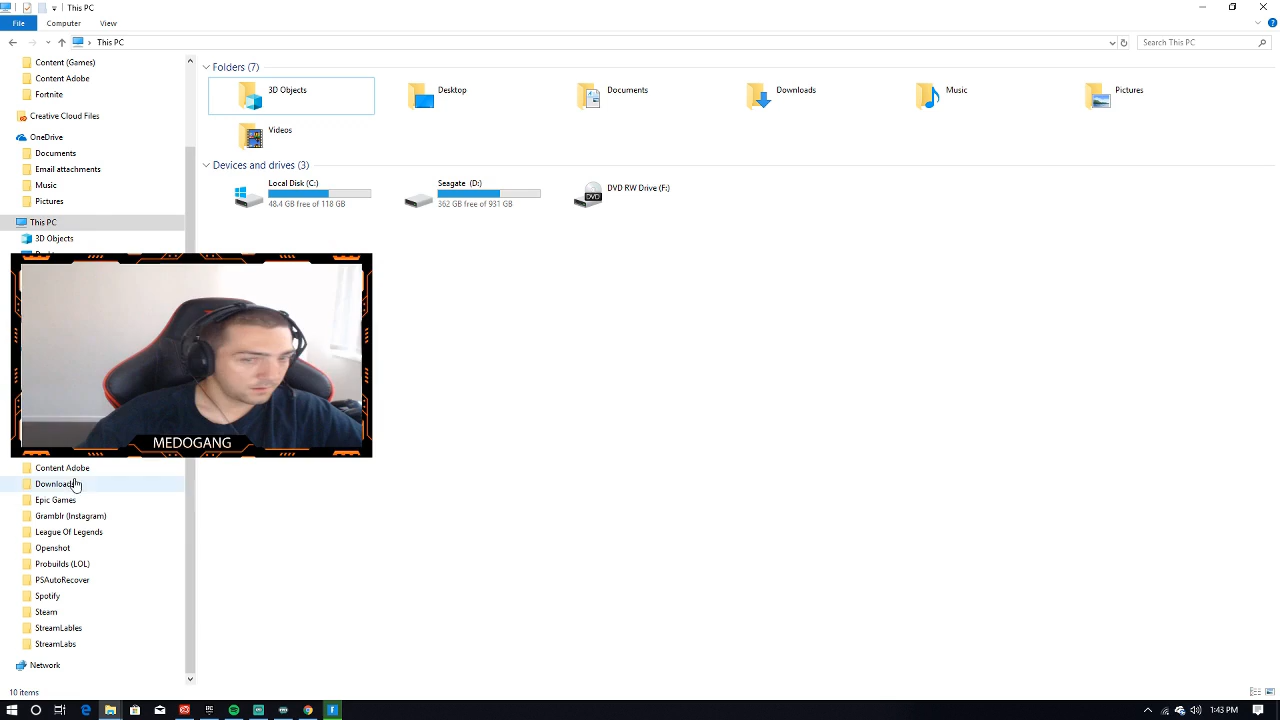 This PC
File Computer View
This PC Search This PC
Content (Games)
Content Adobe
Fortnite
Creative Cloud Files
OneDrive
Documents
Email attachments
Music
Pictures
This PC
3D Objects
Content Adobe
Downloads
Epic Games
Gramblr (Instagram)
League Of Legends
Openshot
Probuilds (LOL)
PSAutoRecover
Spotify
Steam
StreamLables
StreamLabs
Network
10 items
Folders (7)
3D Objects
Desktop
Documents
Downloads
Music
Pictures
Videos
Devices and drives (3)
Local Disk (C:)
48.4 GB free of 118 GB
Seagate (D:)
362 GB free of 931 GB
DVD RW Drive (F:)
DVD
MEDOGANG
1:43 PM